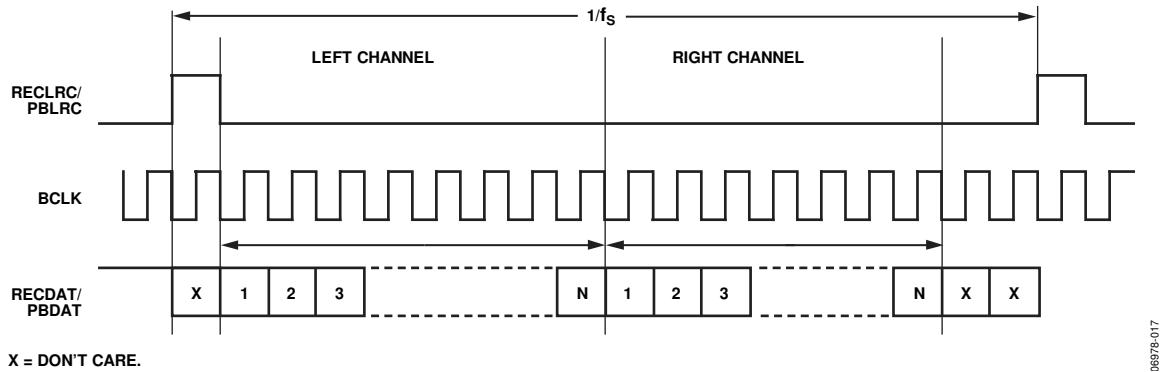 1/fS
LEFT CHANNEL RIGHT CHANNEL
RECLRC/
PBLRC
BCLK
RECDAT/
PBDAT
X 1 2 3 N 1 2 3 N X X
X = DON'T CARE.
06978-017